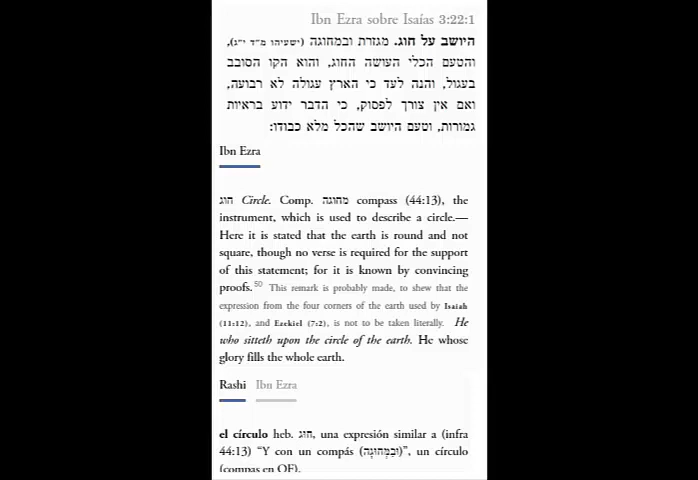 Ibn Ezra sobre Isaías 3:22:1
היושב על חוג. מגזרת ובמחוגה (ישעיהו מ״ד י״ג),
והטעם הכלי העושה החוג, והוא הקו הסובב
בעגול, והנה לעד כי הארץ עגולה לא רבועה,
ואם אין צורך לפסוק, כי הדבר ידוע בראיות
גמורות, וטעם היושב שהכל מלא כבודו:
Ibn Ezra
חוג Circle. Comp. מחוגה compass (44:13), the
instrument, which is used to describe a circle.—
Here it is stated that the earth is round and not
square, though no verse is required for the support
of this statement; for it is known by convincing
proofs.50 This remark is probably made, to shew that the
expression from the four corners of the earth used by Isaiah
(11:12), and Ezekiel (7:2), is not to be taken literally. He
who sitteth upon the circle of the earth. He whose
glory fills the whole earth.
Rashi Ibn Ezra
el círculo heb. חוּג, una expresión similar a (infra
44:13) “Y con un compás (וּבַמְּחוּגָה)”, un círculo
(compas en OF).